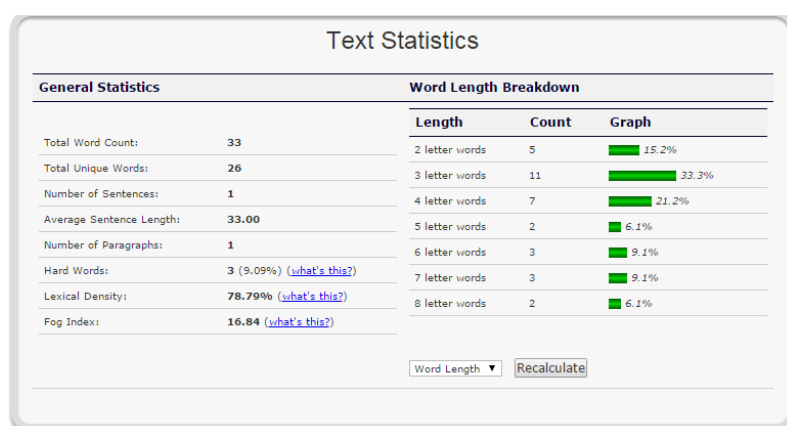 Text Statistics
General Statistics
Total Word Count: 33
Total Unique Words: 26
Number of Sentences: 1
Average Sentence Length: 33.00
Number of Paragraphs: 1
Hard Words: 3 (9.09%) (what's this?)
Lexical Density: 78.79% (what's this?)
Fog Index: 16.84 (what's this?)
Word Length Breakdown
Length Count Graph
2 letter words 5 15.2%
3 letter words 11 33.3%
4 letter words 7 21.2%
5 letter words 2 6.1%
6 letter words 3 9.1%
7 letter words 3 9.1%
8 letter words 2 6.1%
Word Length ▼ Recalculate